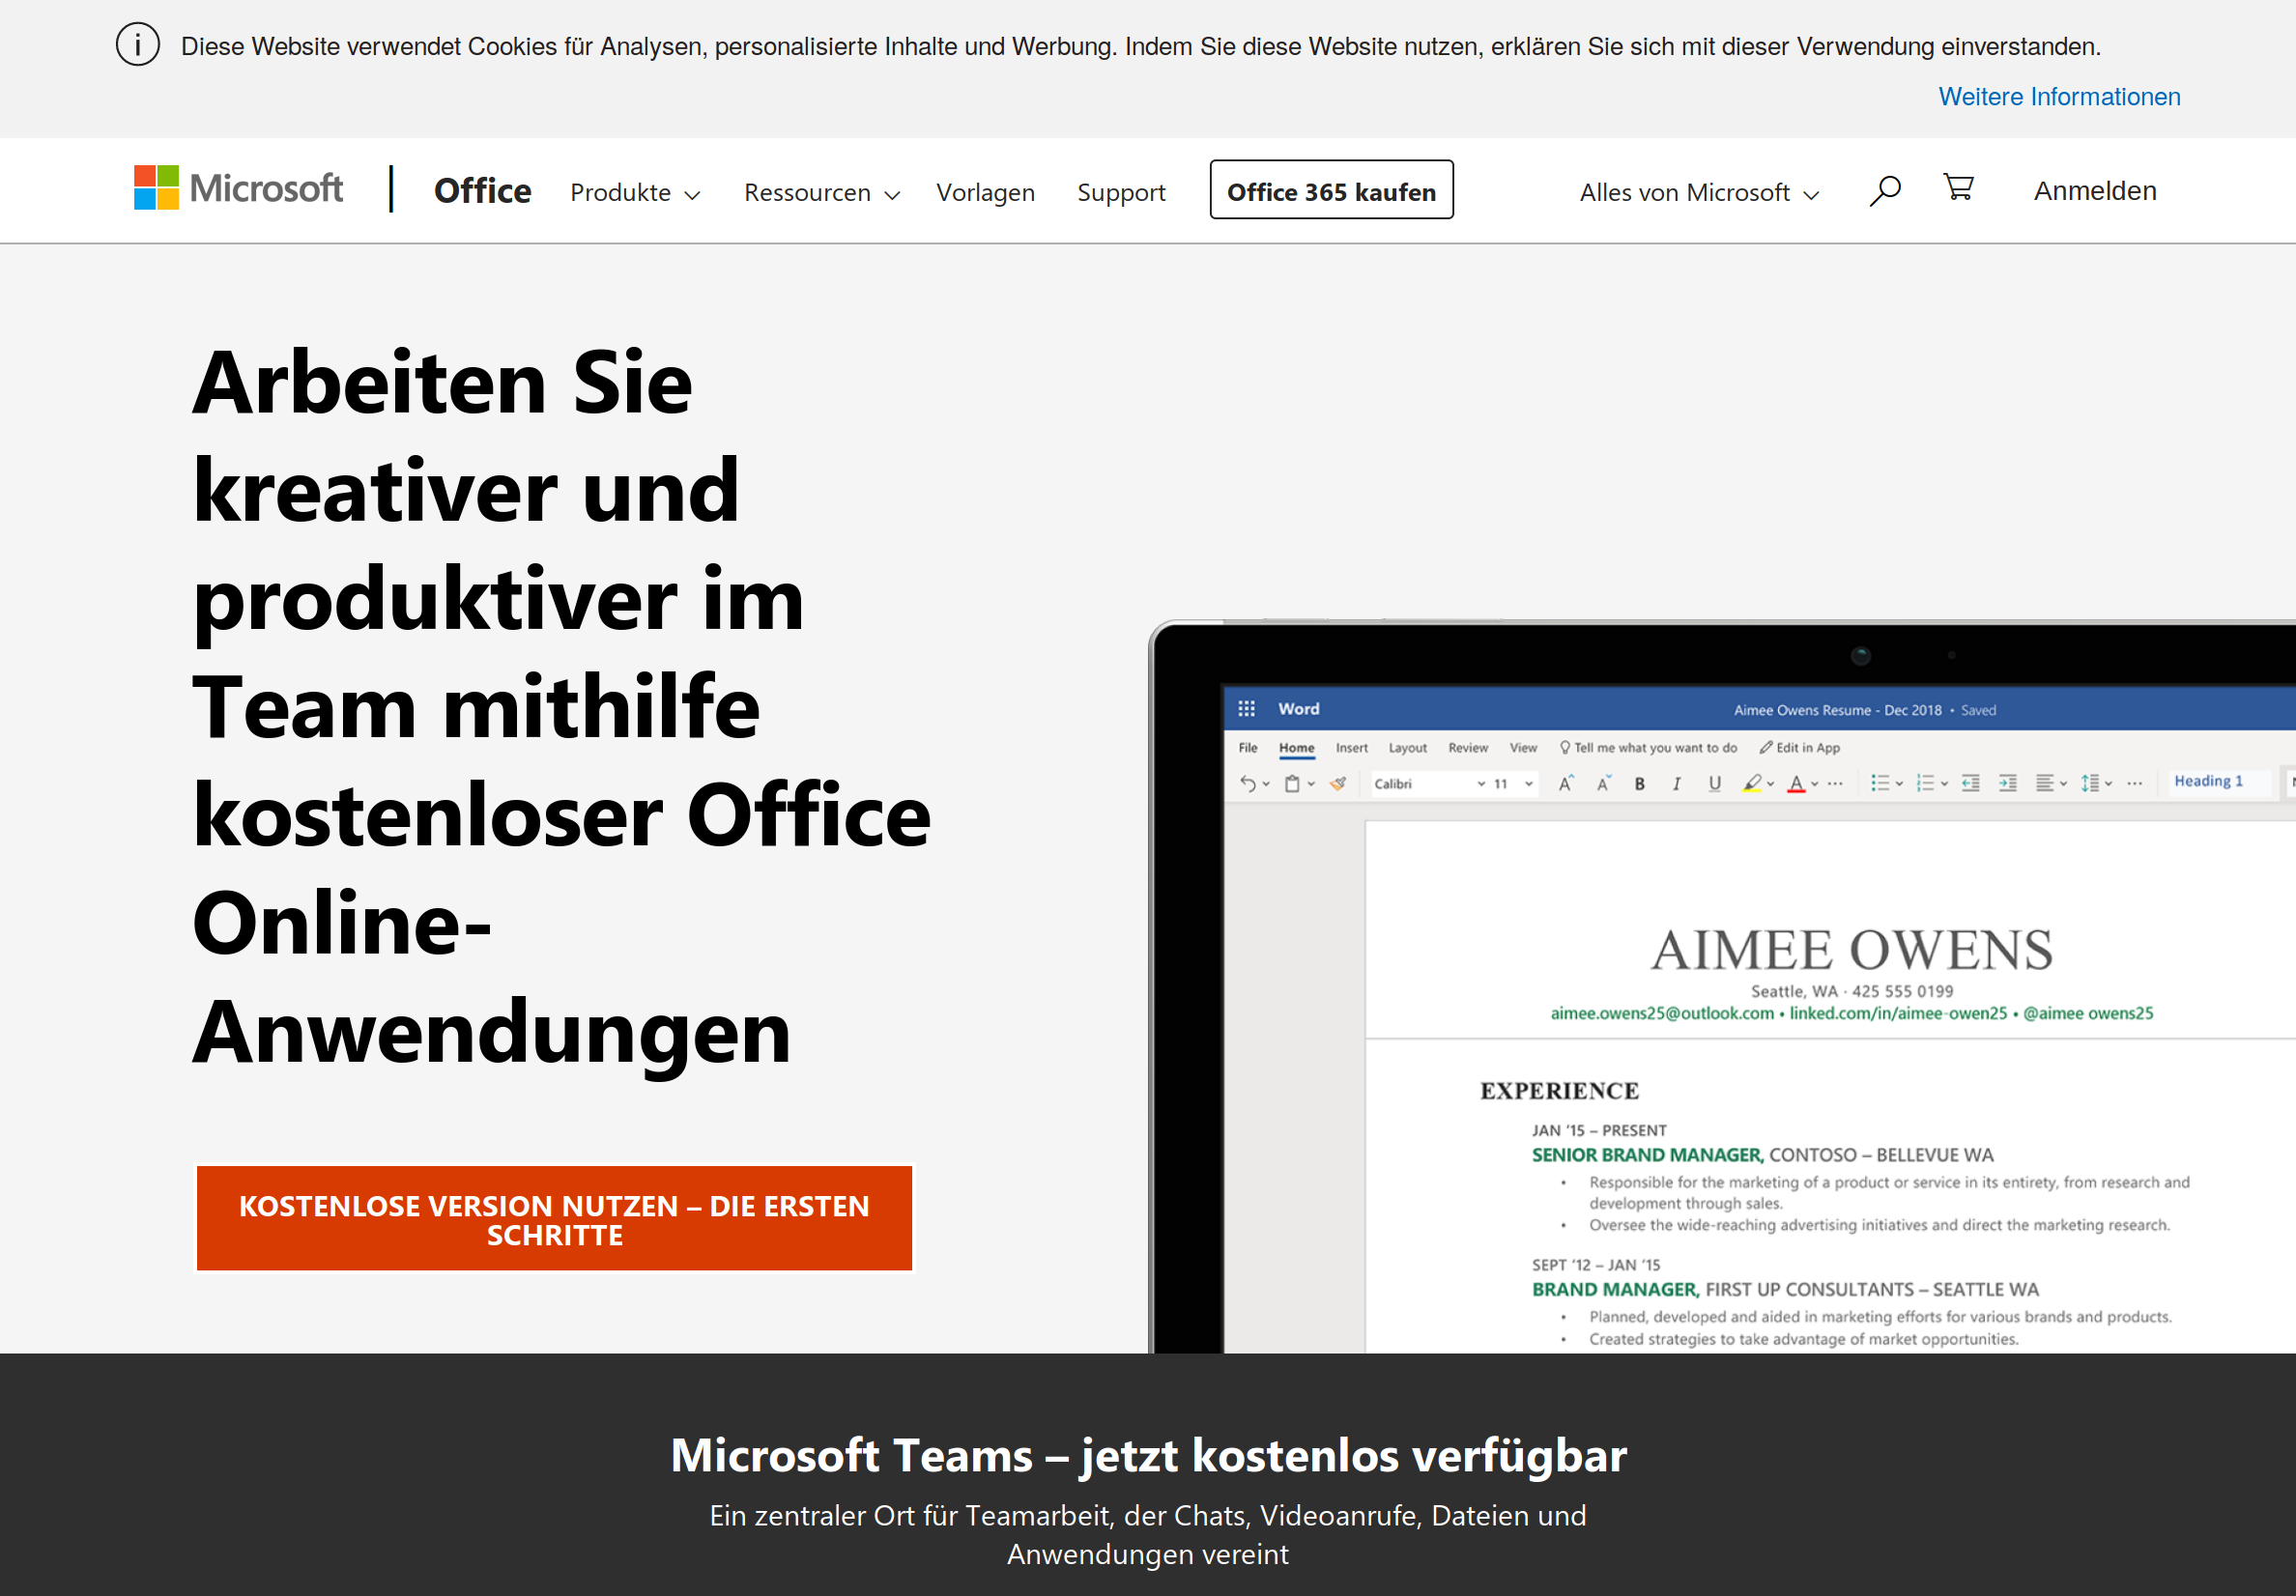 Diese Website verwendet Cookies für Analysen, personalisierte Inhalte und Werbung. Indem Sie diese Website nutzen, erklären Sie sich mit dieser Verwendung einverstanden.
Weitere Informationen
Microsoft
Office
Produkte
Ressourcen
Vorlagen
Support
Office 365 kaufen
Alles von Microsoft
Anmelden
Arbeiten Sie
kreativer und
produktiver im
Team mithilfe
kostenloser Office
Online-
Anwendungen
KOSTENLOSE VERSION NUTZEN – DIE ERSTEN
SCHRITTE
Word
Aimee Owens Resume - Dec 2018 • Saved
File Home Insert Layout Review View Tell me what you want to do Edit in App
Calibri 11 A A B I U A Heading 1
AIMEE OWENS
Seattle, WA · 425 555 0199
aimee.owens25@outlook.com • linked.com/in/aimee-owen25 • @aimee owens25
EXPERIENCE
JAN '15 – PRESENT
SENIOR BRAND MANAGER, CONTOSO – BELLEVUE WA
• Responsible for the marketing of a product or service in its entirety, from research and
development through sales.
• Oversee the wide-reaching advertising initiatives and direct the marketing research.
SEPT '12 – JAN '15
BRAND MANAGER, FIRST UP CONSULTANTS – SEATTLE WA
• Planned, developed and aided in marketing efforts for various brands and products.
• Created strategies to take advantage of market opportunities.
Microsoft Teams – jetzt kostenlos verfügbar
Ein zentraler Ort für Teamarbeit, der Chats, Videoanrufe, Dateien und
Anwendungen vereint